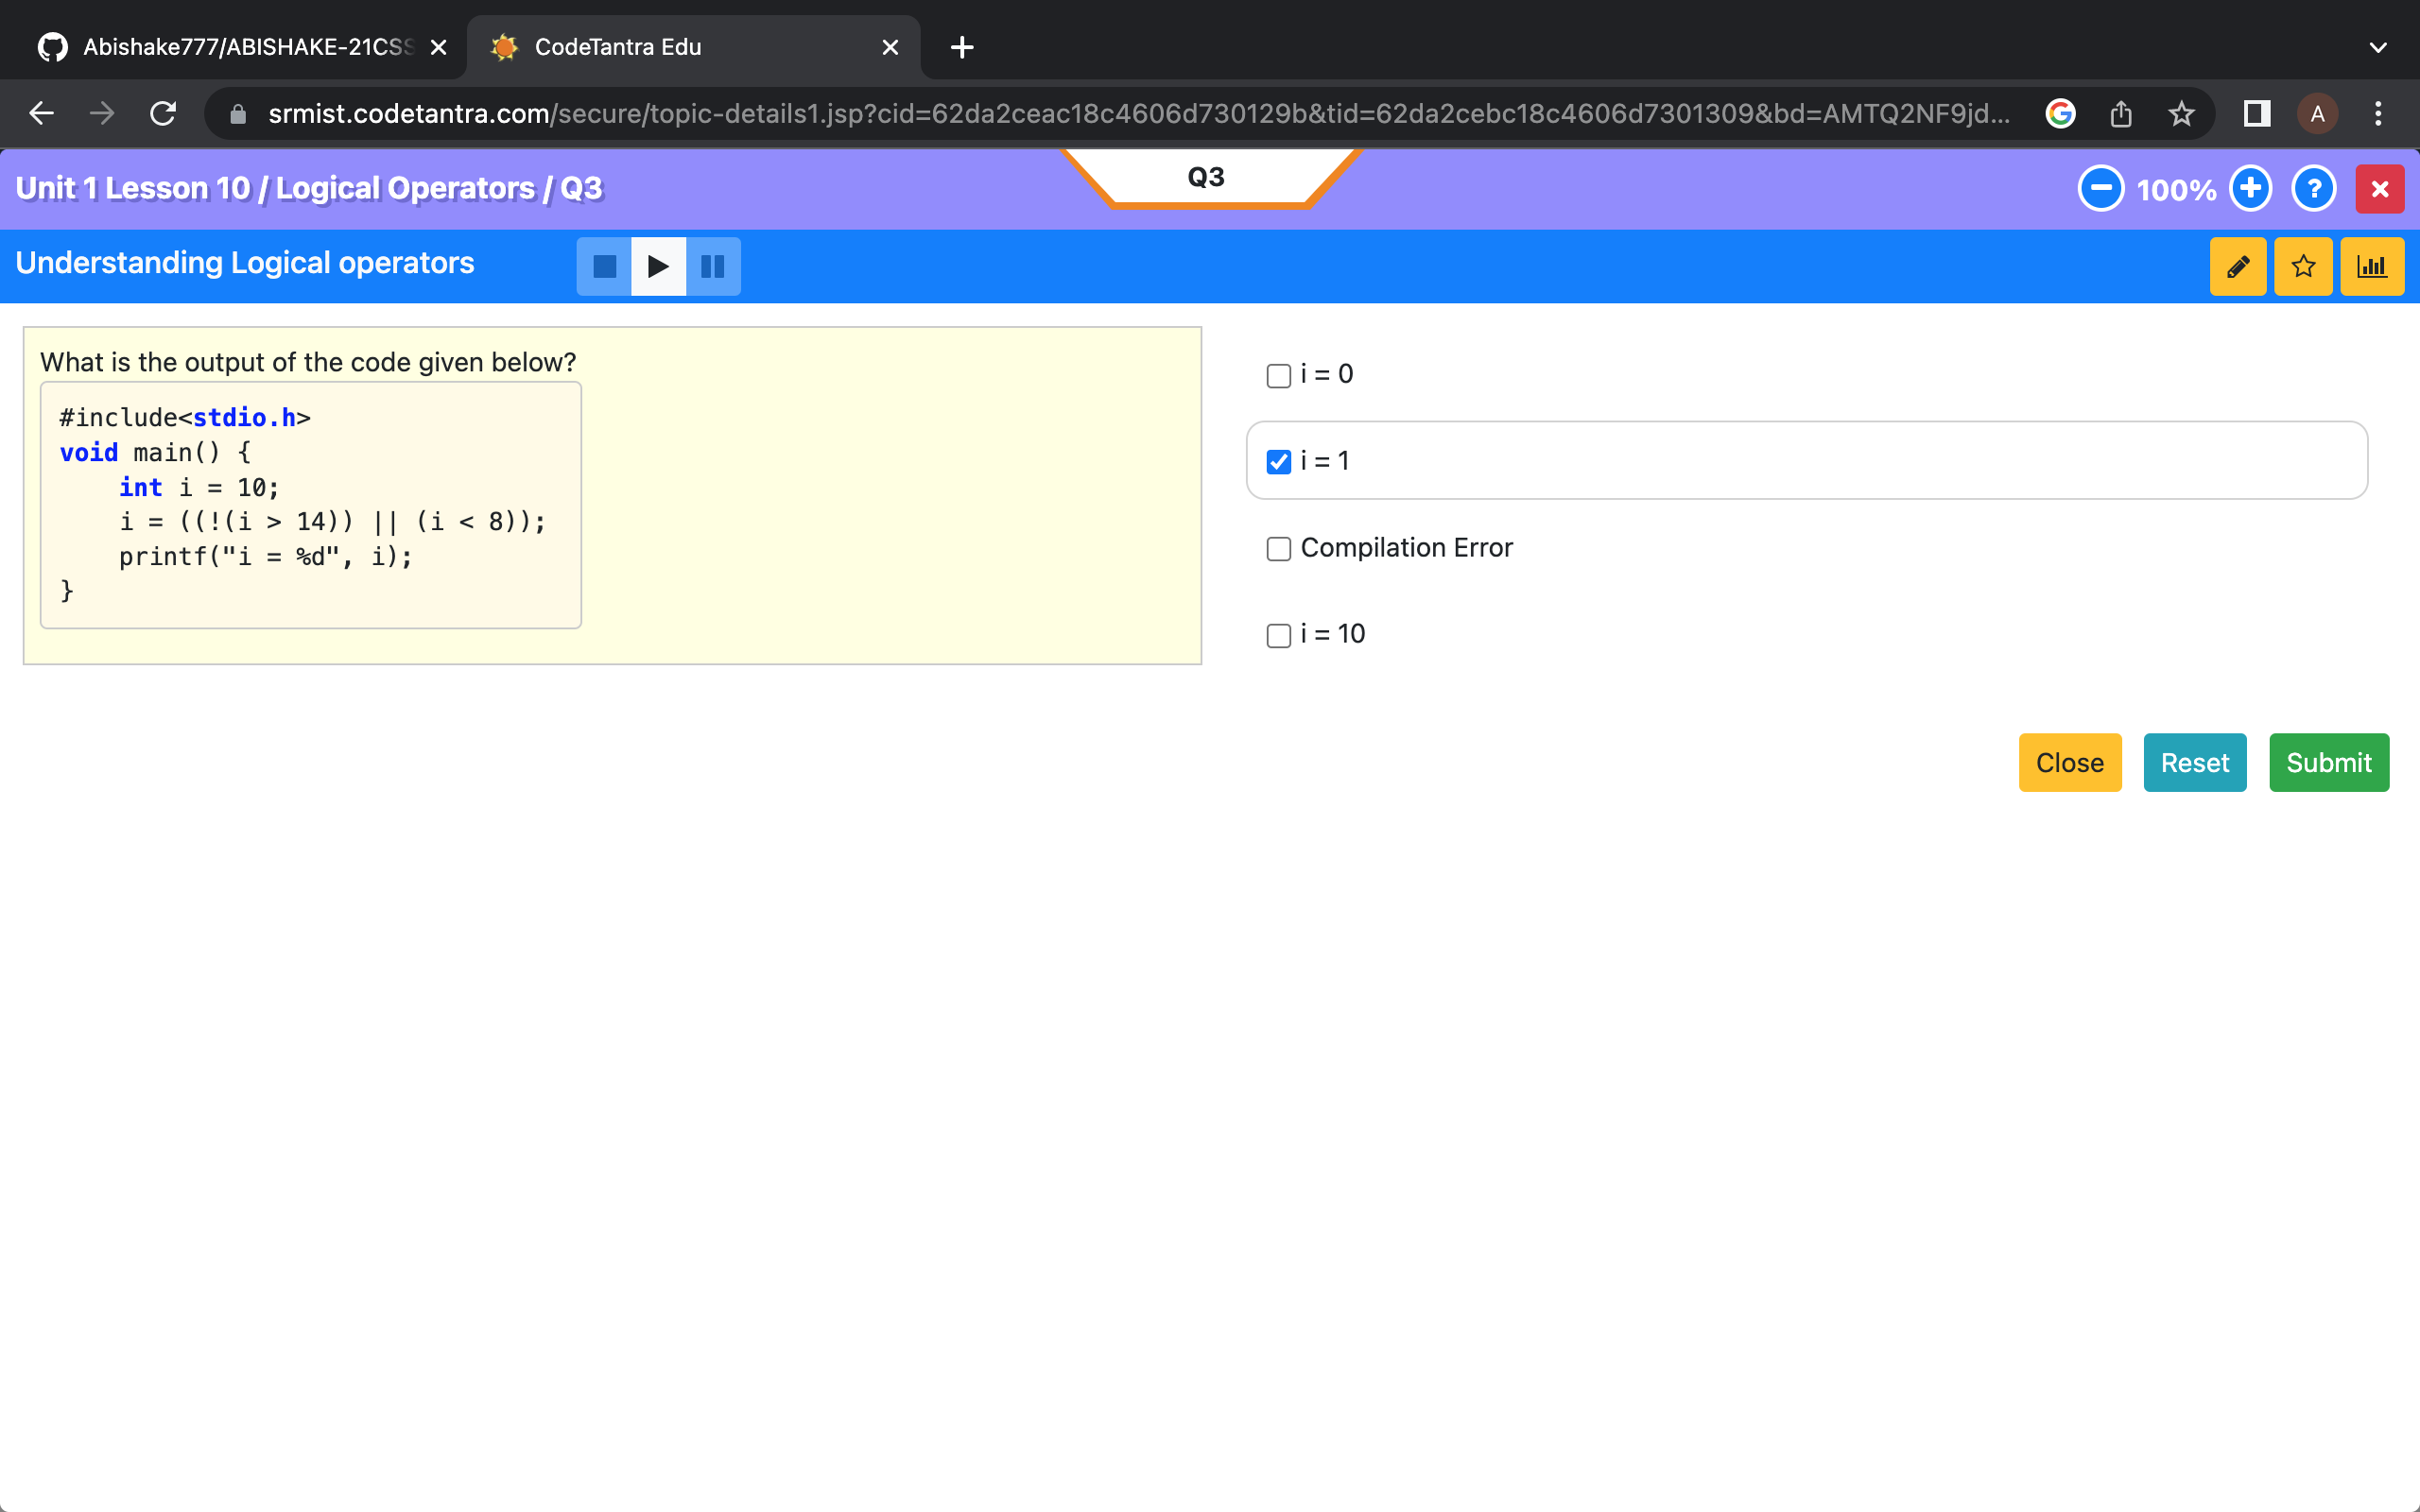 Abishake777/ABISHAKE-21CSS
CodeTantra Edu
srmist.codetantra.com/secure/topic-details1.jsp?cid=62da2ceac18c4606d730129b&tid=62da2cebc18c4606d7301309&bd=AMTQ2NF9jd...
A
Unit 1 Lesson 10 / Logical Operators / Q3
Q3
100%
?
Understanding Logical operators
What is the output of the code given below?
#include<stdio.h>
void main() {
    int i = 10;
    i = ((!(i > 14)) || (i < 8));
    printf("i = %d", i);
}
i = 0
i = 1
Compilation Error
i = 10
Close
Reset
Submit